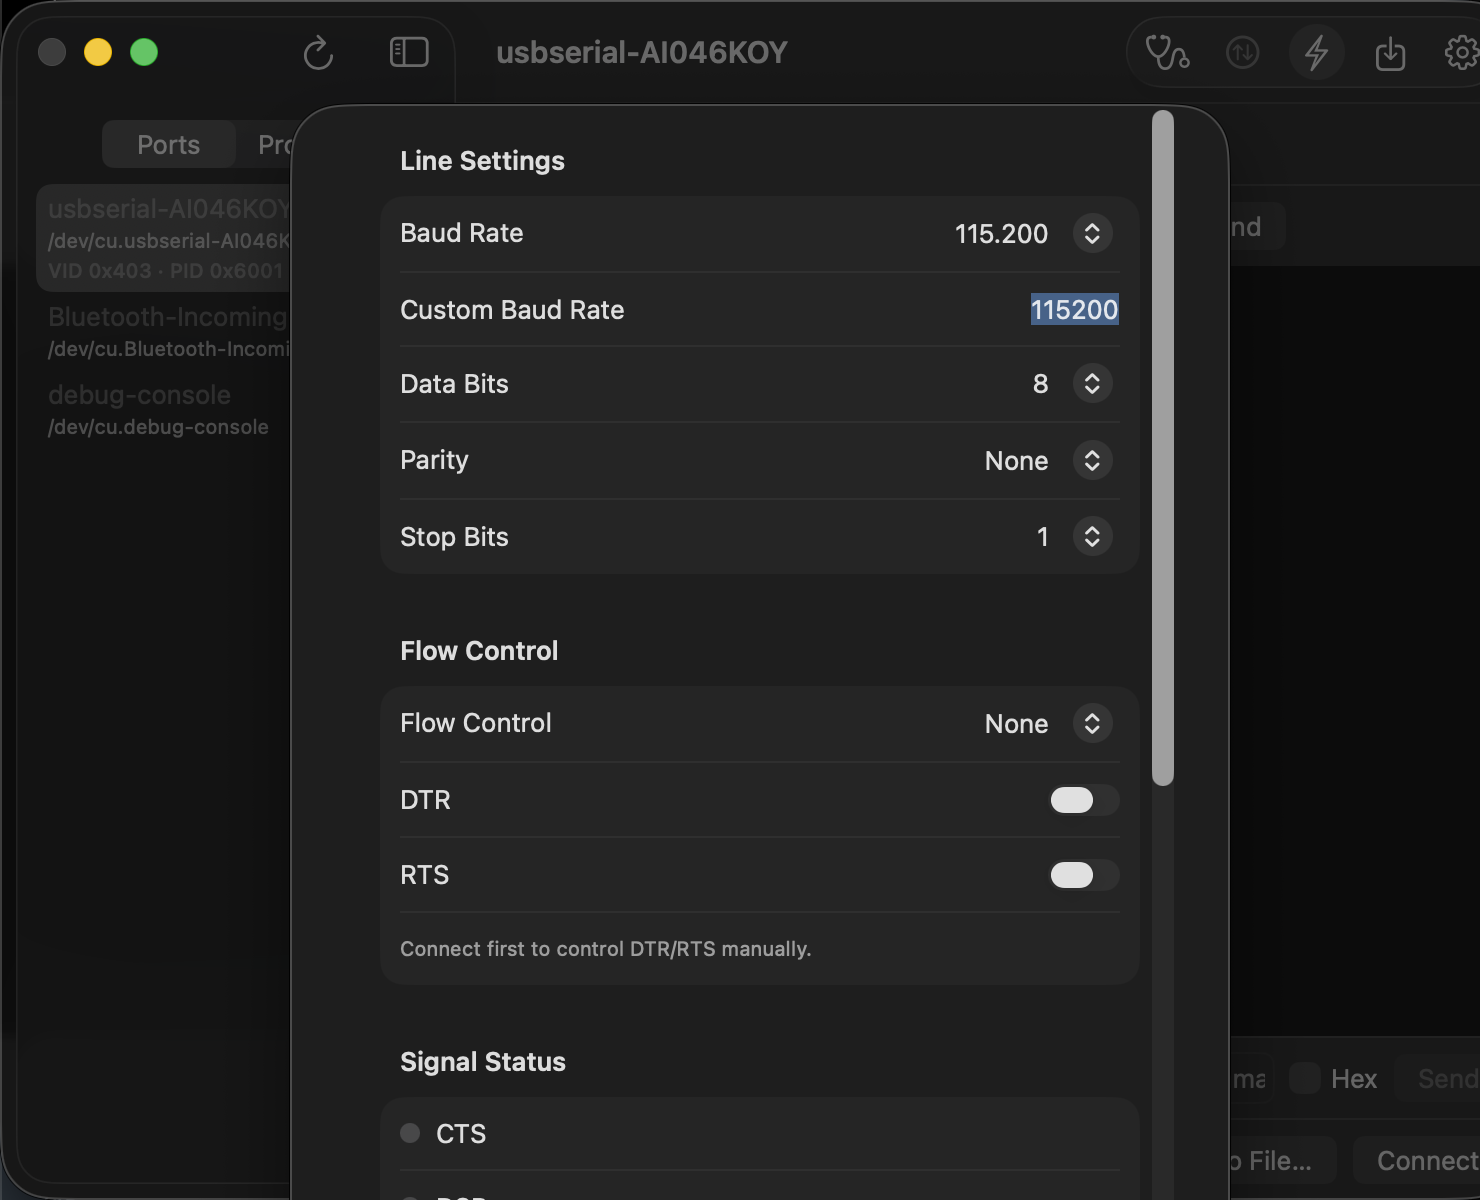 usbserial-AI046KOY
Ports
usbserial-AI046KOY
/dev/cu.usbserial-AI046K
VID 0x403 · PID 0x6001
Bluetooth-Incoming
/dev/cu.Bluetooth-Incomi
debug-console
/dev/cu.debug-console
Line Settings
Baud Rate 115.200
Custom Baud Rate 115200
Data Bits 8
Parity None
Stop Bits 1
Flow Control
Flow Control None
DTR
RTS
Connect first to control DTR/RTS manually.
Signal Status
CTS
Hex Send
File...
Connect